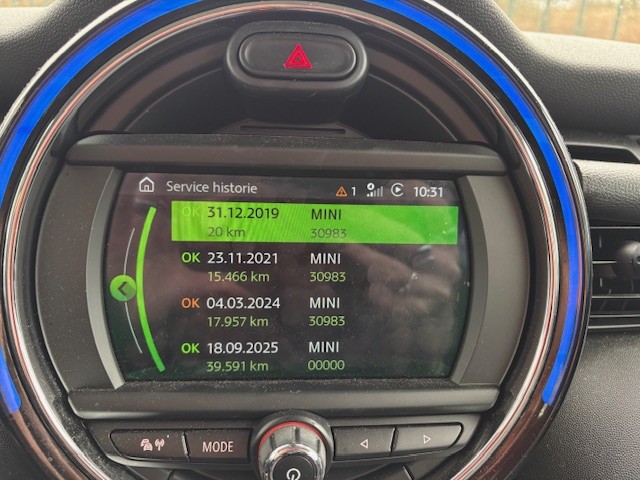 Service historie 1 10:31
OK 31.12.2019 MINI
20 km 30983
OK 23.11.2021 MINI
15.466 km 30983
OK 04.03.2024 MINI
17.957 km 30983
OK 18.09.2025 MINI
39.591 km 00000
MODE